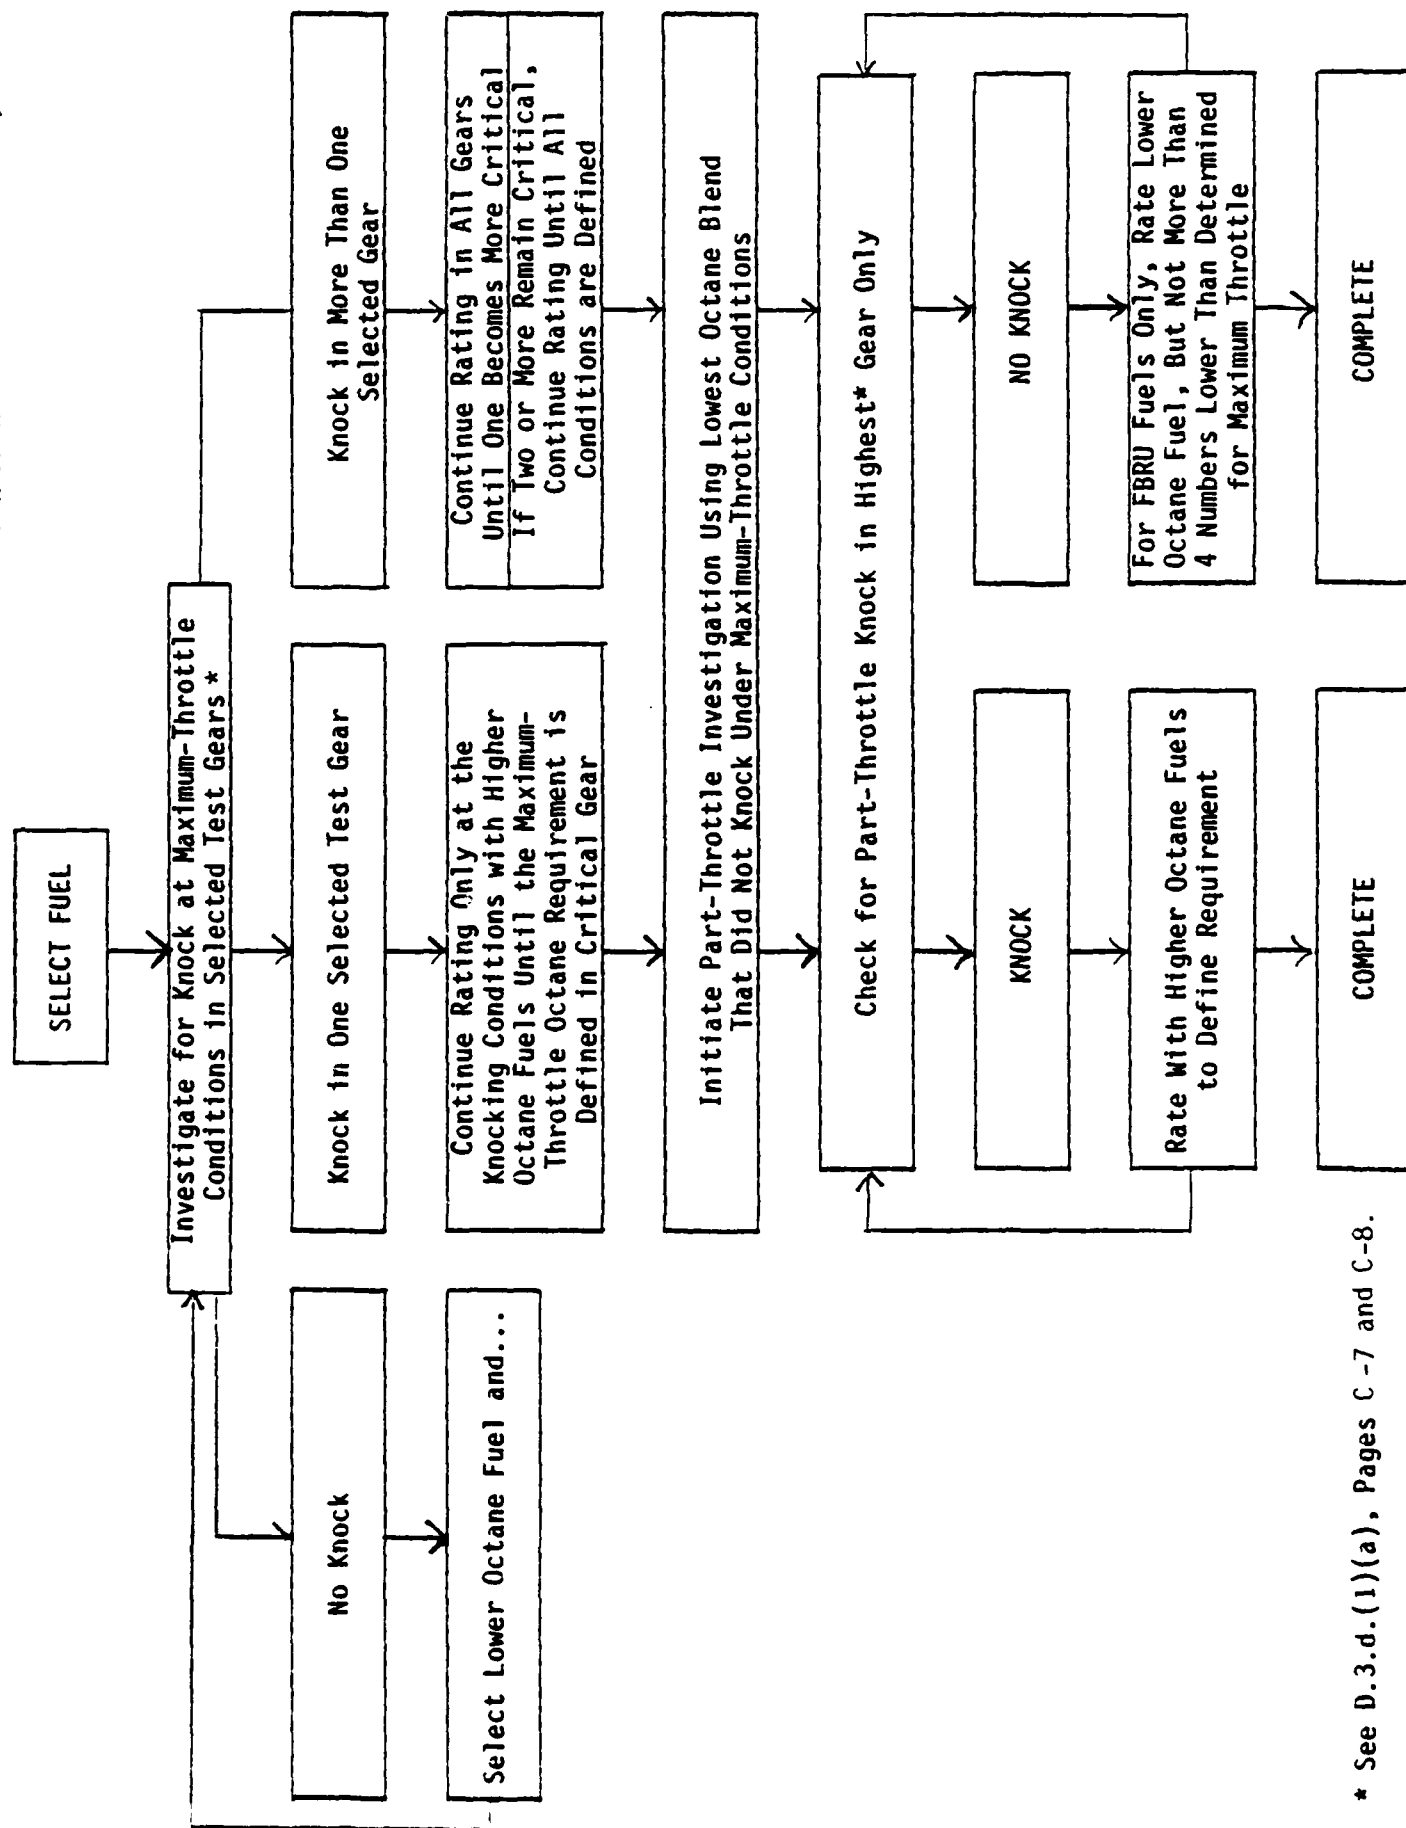 SELECT FUEL
Investigate for Knock at Maximum-Throttle
Conditions in Selected Test Gears *
No Knock
Knock in One Selected Test Gear
Knock in More Than One
Selected Gear
Select Lower Octane Fuel and...
Continue Rating Only at the
Knocking Conditions with Higher
Octane Fuels Until the Maximum-
Throttle Octane Requirement is
Defined in Critical Gear
Continue Rating in All Gears
Until One Becomes More Critical
If Two or More Remain Critical,
Continue Rating Until All
Conditions are Defined
Initiate Part-Throttle Investigation Using Lowest Octane Blend
That Did Not Knock Under Maximum-Throttle Conditions
Check for Part-Throttle Knock in Highest* Gear Only
KNOCK
NO KNOCK
Rate With Higher Octane Fuels
to Define Requirement
For FBRU Fuels Only, Rate Lower
Octane Fuel, But Not More Than
4 Numbers Lower Than Determined
for Maximum Throttle
COMPLETE
COMPLETE
* See D.3.d.(1)(a), Pages C-7 and C-8.